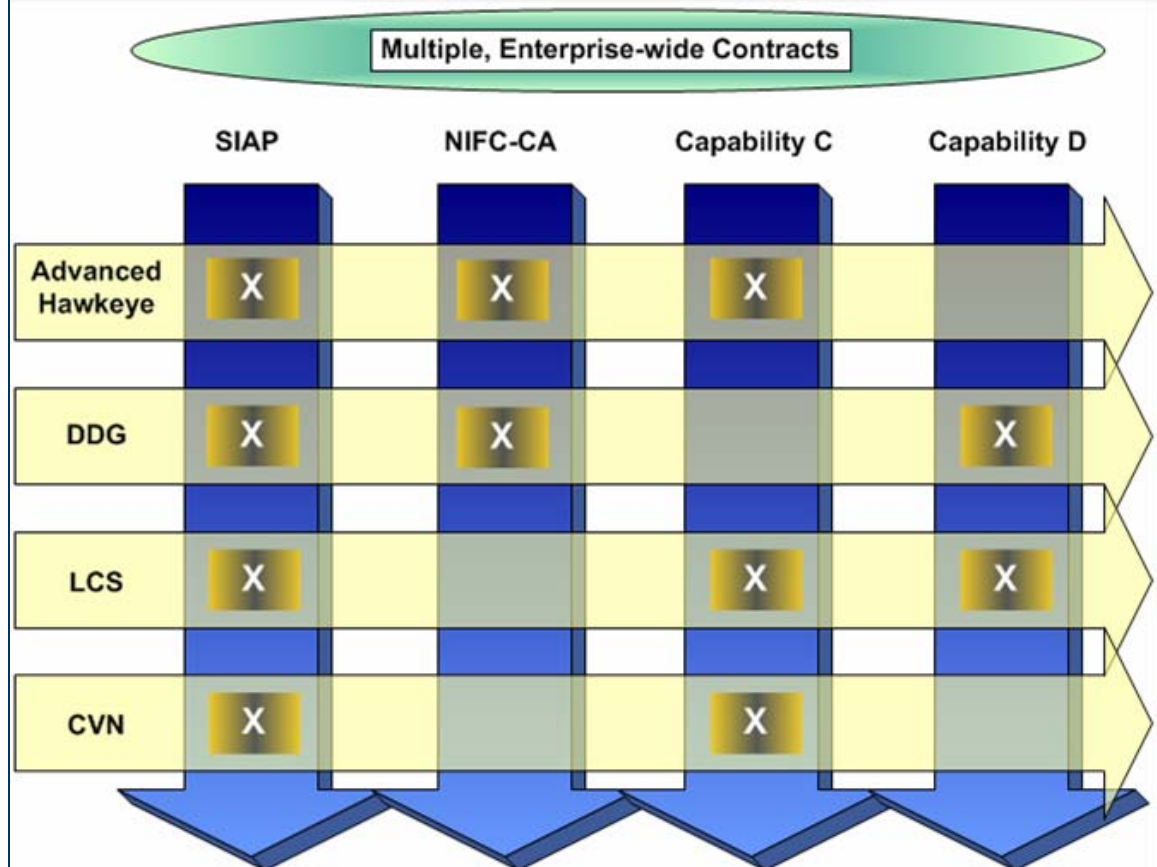 Multiple, Enterprise-wide Contracts
SIAP NIFC-CA Capability C Capability D
Advanced
Hawkeye
X X X
DDG X X X
LCS X X X
CVN X X